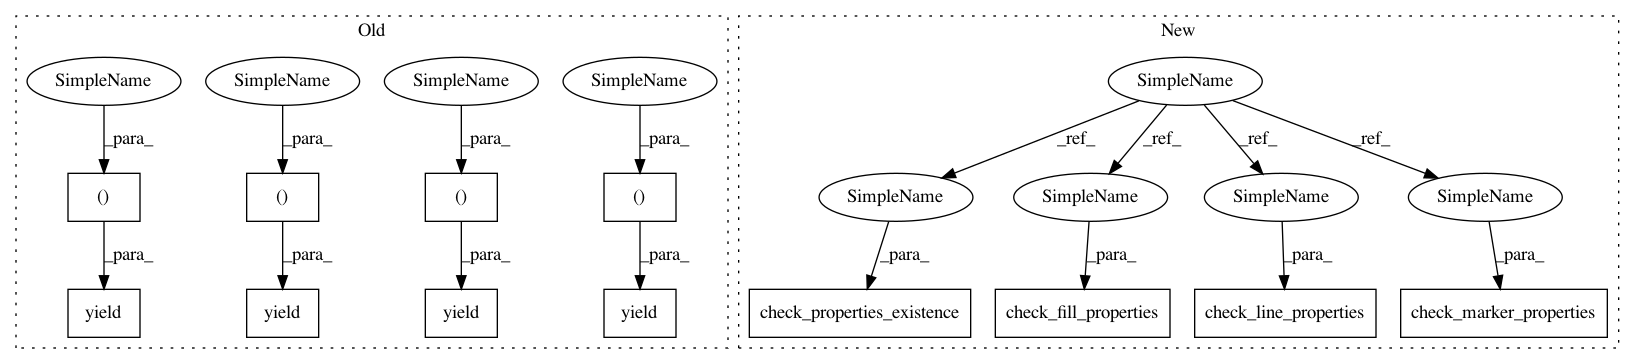 Old
New
SimpleName SimpleName SimpleName SimpleName SimpleName
_para_ _para_ _para_ _para_ _ref_ _ref_ _ref_ _ref_
() () () () SimpleName SimpleName SimpleName SimpleName
_para_ _para_ _para_ _para_ _para_ _para_ _para_ _para_
yield yield yield yield check_properties_existence check_fill_properties check_line_properties check_marker_properties